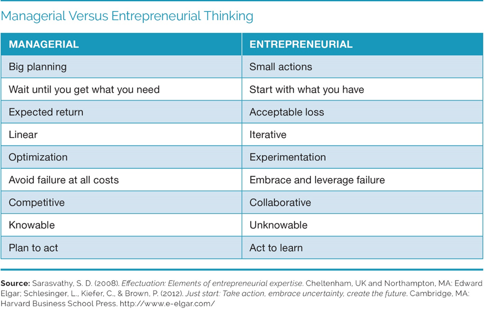 Managerial Versus Entrepreneurial Thinking
MANAGERIAL ENTREPRENEURIAL
Big planning Small actions
Wait until you get what you need Start with what you have
Expected return Acceptable loss
Linear Iterative
Optimization Experimentation
Avoid failure at all costs Embrace and leverage failure
Competitive Collaborative
Knowable Unknowable
Plan to act Act to learn
Source: Sarasvathy, S. D. (2008). Effectuation: Elements of entrepreneurial expertise. Cheltenham, UK and Northampton, MA: Edward
Elgar; Schlesinger, L., Kiefer, C., & Brown, P. (2012). Just start: Take action, embrace uncertainty, create the future. Cambridge, MA:
Harvard Business School Press. http://www.e-elgar.com/